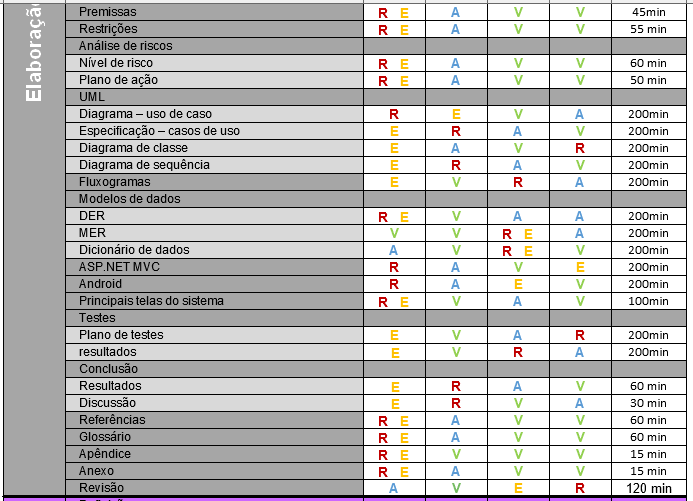 Elaboração
Premissas R E A V V 45min
Restrições R E A V V 55 min
Análise de riscos
Nível de risco R E A V V 60 min
Plano de ação R E A V V 50 min
UML
Diagrama – uso de caso R E V A 200min
Especificação – casos de uso E R A V 200min
Diagrama de classe E A V R 200min
Diagrama de sequência E R A V 200min
Fluxogramas E V R A 200min
Modelos de dados
DER R E V A A 200min
MER V V R E A 200min
Dicionário de dados A V R E V 200min
ASP.NET MVC R A V E 200min
Android R A E V 200min
Principais telas do sistema R E V A V 100min
Testes
Plano de testes E V A R 200min
resultados E V R A 200min
Conclusão
Resultados E R A V 60 min
Discussão E R V A 30 min
Referências R E A V V 60 min
Glossário R E A V V 60 min
Apêndice R E V V V 15 min
Anexo R E A V V 15 min
Revisão A V E R 120 min